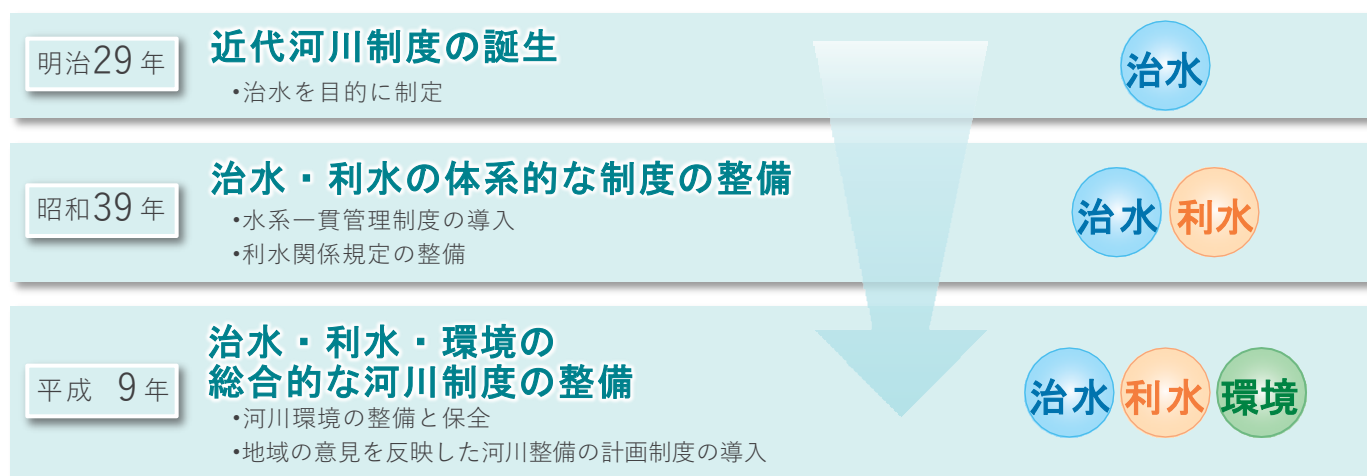 明治29年
近代河川制度の誕生
•治水を目的に制定
治水
昭和39年
治水・利水の体系的な制度の整備
•水系一貫管理制度の導入
•利水関係規定の整備
治水 利水
平成 9年
治水・利水・環境の
総合的な河川制度の整備
•河川環境の整備と保全
•地域の意見を反映した河川整備の計画制度の導入
治水 利水 環境